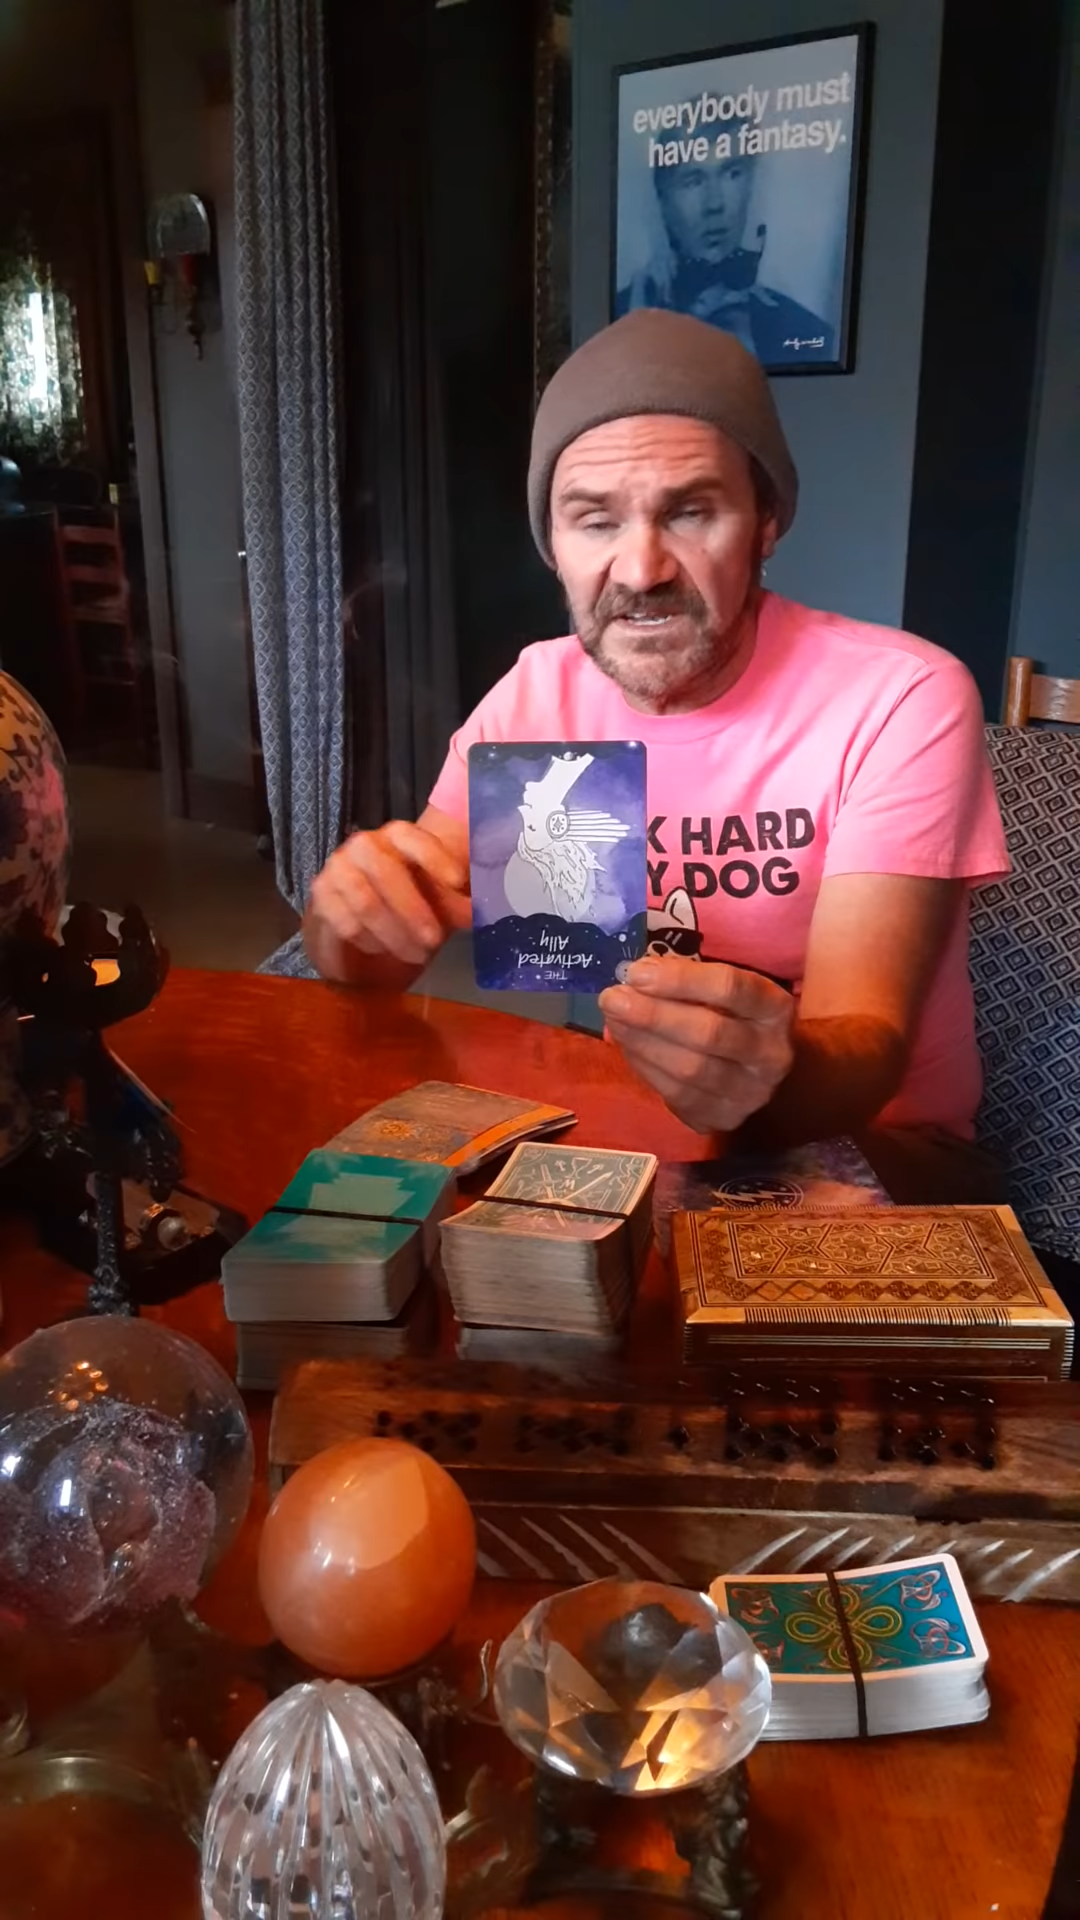 everybody must
have a fantasy.
K HARD
Y DOG
THE
• Activated
Ally •